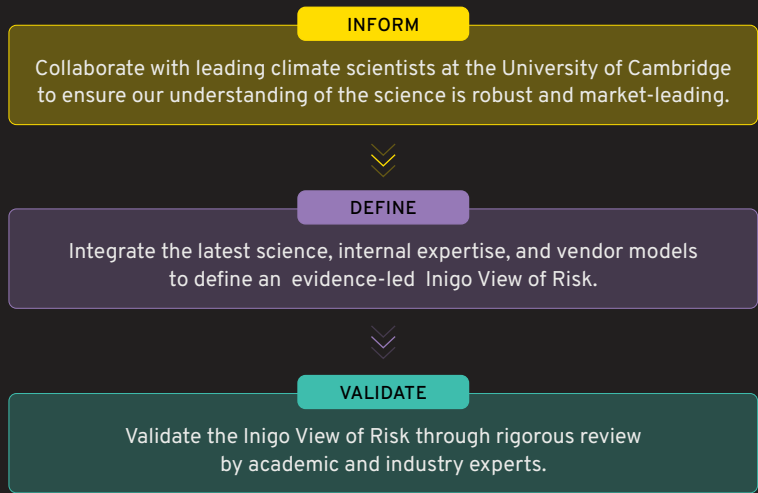 INFORM
Collaborate with leading climate scientists at the University of Cambridge
to ensure our understanding of the science is robust and market-leading.
DEFINE
Integrate the latest science, internal expertise, and vendor models
to define an evidence-led Inigo View of Risk.
VALIDATE
Validate the Inigo View of Risk through rigorous review
by academic and industry experts.